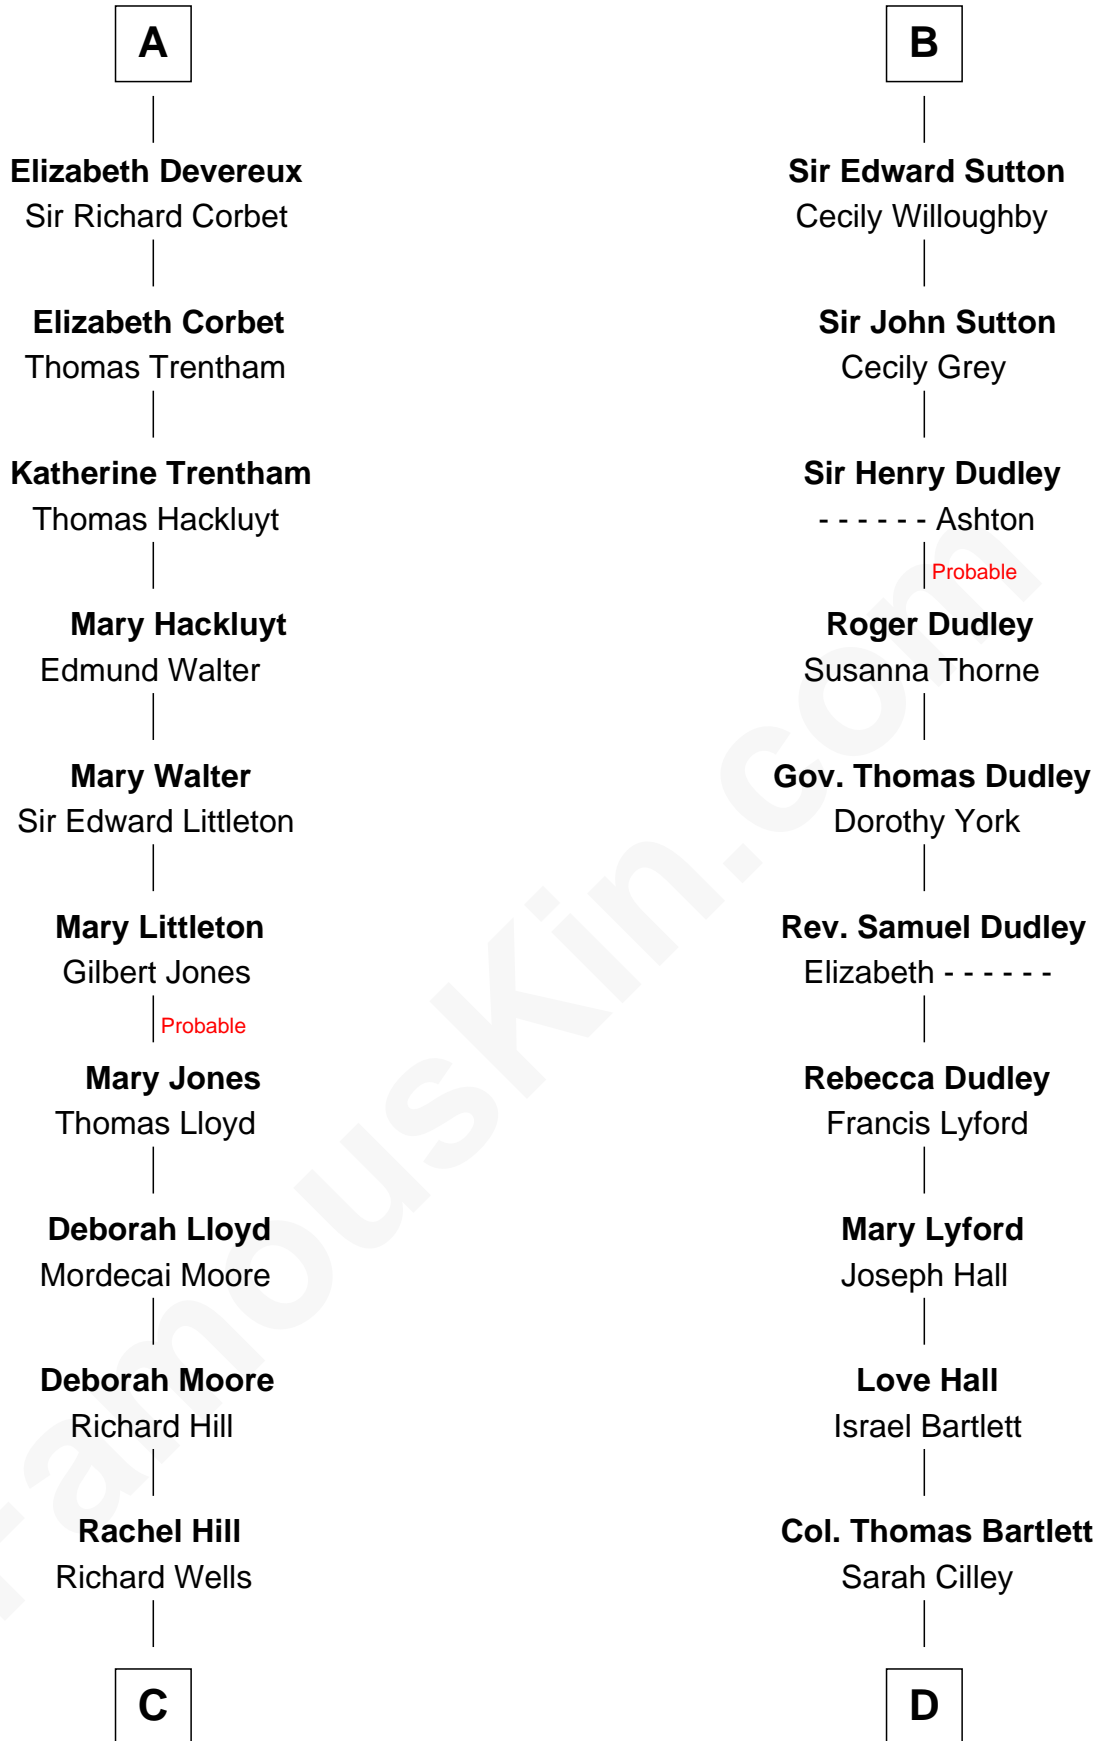 A
Elizabeth Devereux
Sir Richard Corbet
Elizabeth Corbet
Thomas Trentham
Katherine Trentham
Thomas Hackluyt
Mary Hackluyt
Edmund Walter
Mary Walter
Sir Edward Littleton
Mary Littleton
Gilbert Jones
Probable
Mary Jones
Thomas Lloyd
Deborah Lloyd
Mordecai Moore
Deborah Moore
Richard Hill
Rachel Hill
Richard Wells
C
B
Sir Edward Sutton
Cecily Willoughby
Sir John Sutton
Cecily Grey
Sir Henry Dudley
- - - - - - Ashton
Probable
Roger Dudley
Susanna Thorne
Gov. Thomas Dudley
Dorothy York
Rev. Samuel Dudley
Elizabeth - - - - - -
Rebecca Dudley
Francis Lyford
Mary Lyford
Joseph Hall
Love Hall
Israel Bartlett
Col. Thomas Bartlett
Sarah Cilley
D
FamousKin.com